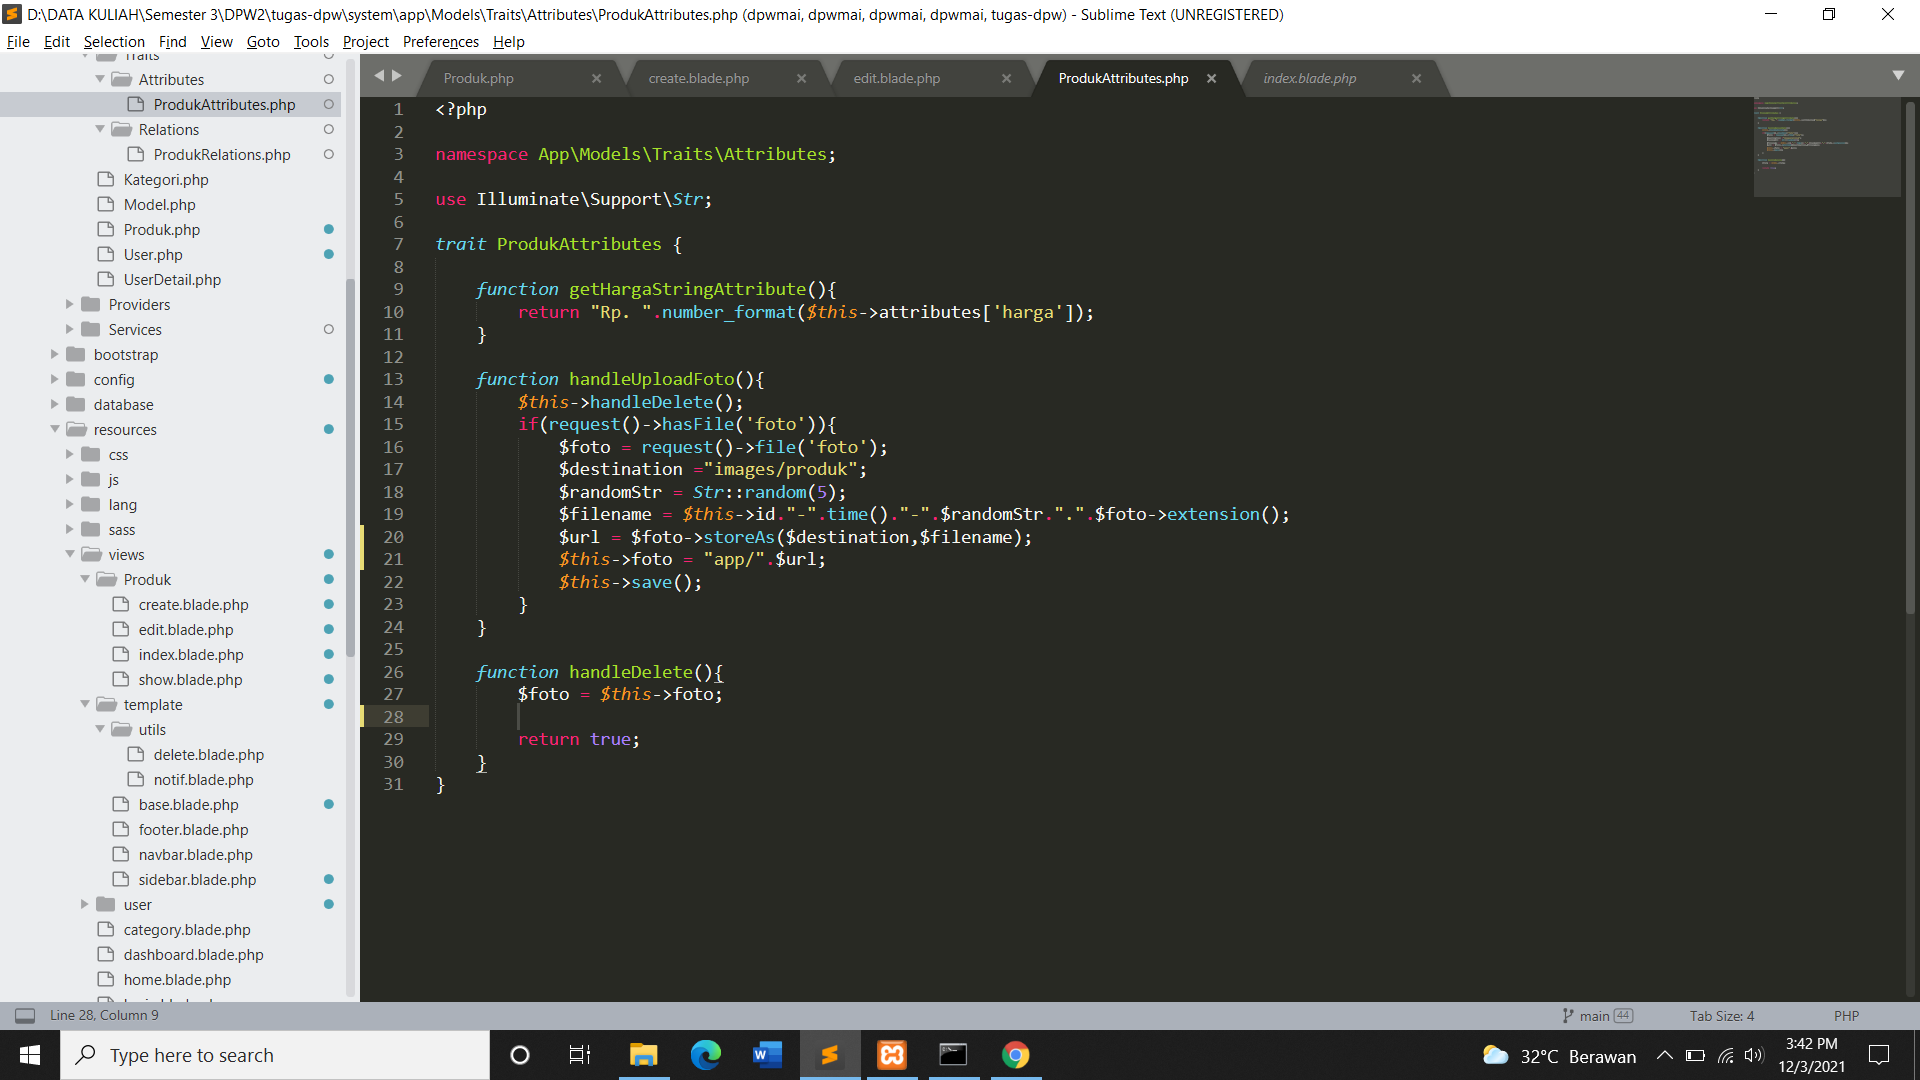 D:\DATA KULIAH\Semester 3\DPW2\tugas-dpw\system\app\Models\Traits\Attributes\ProdukAttributes.php (dpwmai, dpwmai, dpwmai, dpwmai, tugas-dpw) - Sublime Text (UNREGISTERED)
File Edit Selection Find View Goto Tools Project Preferences Help
Traits
Attributes
ProdukAttributes.php
Relations
ProdukRelations.php
Kategori.php
Model.php
Produk.php
User.php
UserDetail.php
Providers
Services
bootstrap
config
database
resources
css
js
lang
sass
views
Produk
create.blade.php
edit.blade.php
index.blade.php
show.blade.php
template
utils
delete.blade.php
notif.blade.php
base.blade.php
footer.blade.php
navbar.blade.php
sidebar.blade.php
user
category.blade.php
dashboard.blade.php
home.blade.php
Produk.php create.blade.php edit.blade.php ProdukAttributes.php index.blade.php
1 <?php
2
3 namespace App\Models\Traits\Attributes;
4
5 use Illuminate\Support\Str;
6
7 trait ProdukAttributes {
8
9 function getHargaStringAttribute(){
10 return "Rp. ".number_format($this->attributes['harga']);
11 }
12
13 function handleUploadFoto(){
14 $this->handleDelete();
15 if(request()->hasFile('foto')){
16 $foto = request()->file('foto');
17 $destination ="images/produk";
18 $randomStr = Str::random(5);
19 $filename = $this->id."-".time()."-".$randomStr.".".$foto->extension();
20 $url = $foto->storeAs($destination,$filename);
21 $this->foto = "app/".$url;
22 $this->save();
23 }
24 }
25
26 function handleDelete(){
27 $foto = $this->foto;
28
29 return true;
30 }
31 }
Line 28, Column 9 main 44 Tab Size: 4 PHP
Type here to search
32°C Berawan
3:42 PM
12/3/2021